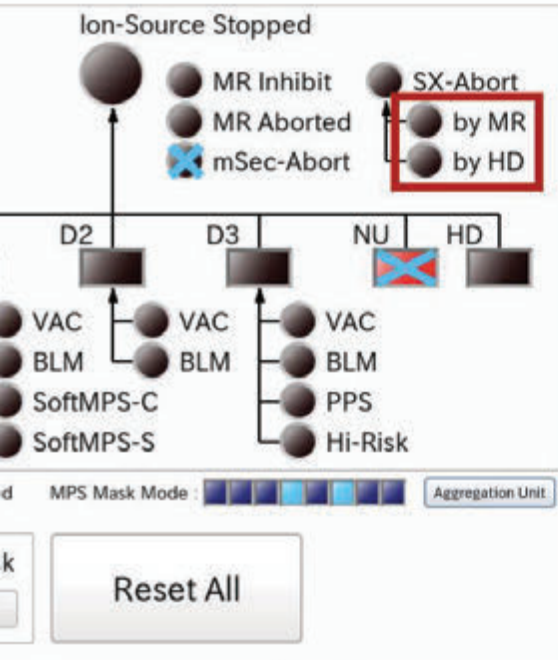 Ion-Source Stopped
MR Inhibit
SX-Abort
MR Aborted
by MR
mSec-Abort
by HD
D2
D3
NU
HD
VAC
VAC
VAC
BLM
BLM
BLM
SoftMPS-C
PPS
SoftMPS-S
Hi-Risk
MPS Mask Mode :
Aggregation Unit
Reset All